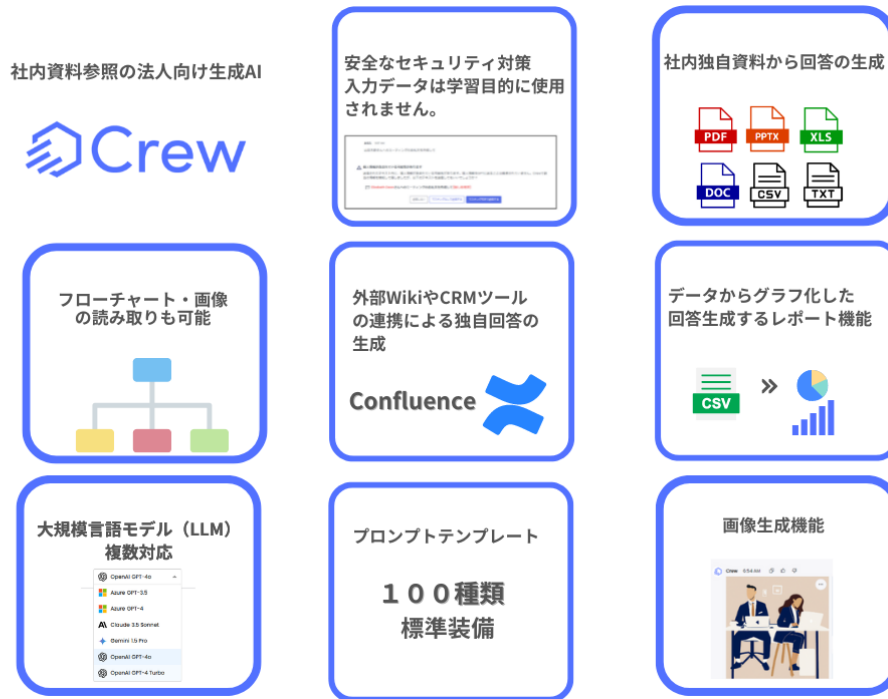 社内資料参照の法人向け生成AI
Crew
安全なセキュリティ対策
入力データは学習目的に使用
されません。
社内独自資料から回答の生成
PDF
PPTX
XLS
DOC
CSV
TXT
フローチャート・画像
の読み取りも可能
外部WikiやCRMツール
の連携による独自回答の
生成
Confluence
データからグラフ化した
回答生成するレポート機能
CSV
大規模言語モデル（LLM）
複数対応
OpenAI GPT-4o
Azure GPT-3.5
Azure GPT-4
Claude 3.5 Sonnet
Gemini 1.5 Pro
OpenAI GPT-4o
OpenAI GPT-4 Turbo
プロンプトテンプレート
１００種類
標準装備
画像生成機能
Crew